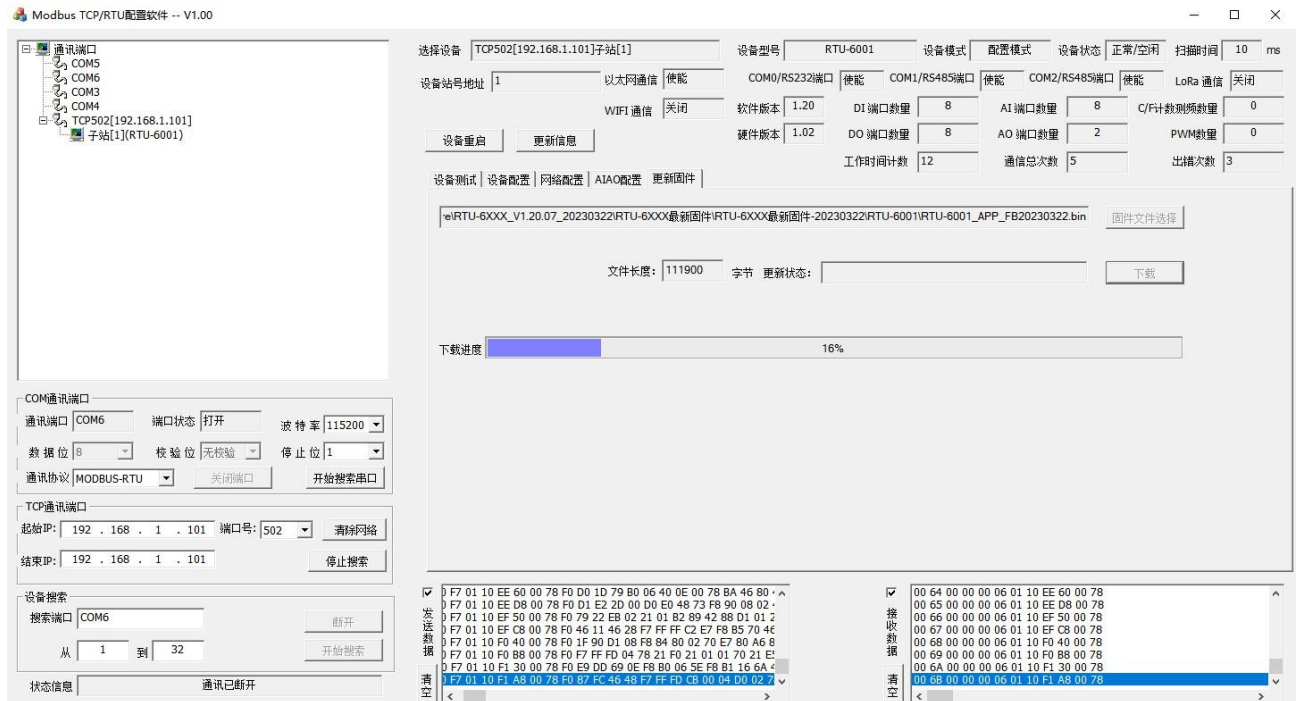 Modbus TCP/RTU配置软件 -- V1.00
通讯端口
COM5
COM6
COM3
COM4
TCP502[192.168.1.101]
子站[1](RTU-6001)
选择设备 TCP502[192.168.1.101]子站[1] 设备型号 RTU-6001 设备模式 配置模式 设备状态 正常/空闲 扫描时间 10 ms
设备站号地址 1 以太网通信 使能 COM0/RS232端口 使能 COM1/RS485端口 使能 COM2/RS485端口 使能 LoRa 通信 关闭
WIFI 通信 关闭 软件版本 1.20 DI 端口数量 8 AI 端口数量 8 C/F计数测频数量 0
设备重启 更新信息 硬件版本 1.02 DO 端口数量 8 AO 端口数量 2 PWM数量 0
工作时间计数 12 通信总次数 5 出错次数 3
设备测试 设备配置 网络配置 AIAO配置 更新固件
e\RTU-6XXX_V1.20.07_20230322\RTU-6XXX最新固件\RTU-6XXX最新固件-20230322\RTU-6001\RTU-6001_APP_FB20230322.bin 固件文件选择
文件长度: 111900 字节 更新状态: 下载
下载进度 16%
COM通讯端口
通讯端口 COM6 端口状态 打开 波特率 115200
数据位 8 校验位 无校验 停止位 1
通讯协议 MODBUS-RTU 关闭端口 开始搜索串口
TCP通讯端口
起始IP: 192 . 168 . 1 . 101 端口号: 502 清除网络
结束IP: 192 . 168 . 1 . 101 停止搜索
设备搜索
搜索端口 COM6 断开
从 1 到 32 开始搜索
状态信息 通讯已断开
发送数据
清空
F7 01 10 EE 60 00 78 F0 D0 1D 79 B0 06 40 0E 00 78 BA 46 80
F7 01 10 EE D8 00 78 F0 D1 E2 2D 00 D0 E0 48 73 F8 90 08 02
F7 01 10 EF 50 00 78 F0 79 22 EB 02 21 01 B2 89 42 88 D1 01
F7 01 10 EF C8 00 78 F0 46 11 46 28 F7 FF FF C2 E7 F8 B5 70
F7 01 10 F0 40 00 78 F0 1F 90 D1 08 F8 84 80 02 70 E7 80 A6
F7 01 10 F0 B8 00 78 F0 F7 FF FD 04 78 21 F0 21 01 01 70 21
F7 01 10 F1 30 00 78 F0 E9 DD 69 0E F8 B0 06 5E F8 B1 16 6A
F7 01 10 F1 A8 00 78 F0 87 FC 46 48 F7 FF FD CB 00 04 D0 02
接收数据
清空
00 64 00 00 00 06 01 10 EE 60 00 78
00 65 00 00 00 06 01 10 EE D8 00 78
00 66 00 00 00 06 01 10 EF 50 00 78
00 67 00 00 00 06 01 10 EF C8 00 78
00 68 00 00 00 06 01 10 F0 40 00 78
00 69 00 00 00 06 01 10 F0 B8 00 78
00 6A 00 00 00 06 01 10 F1 30 00 78
00 6B 00 00 00 06 01 10 F1 A8 00 78